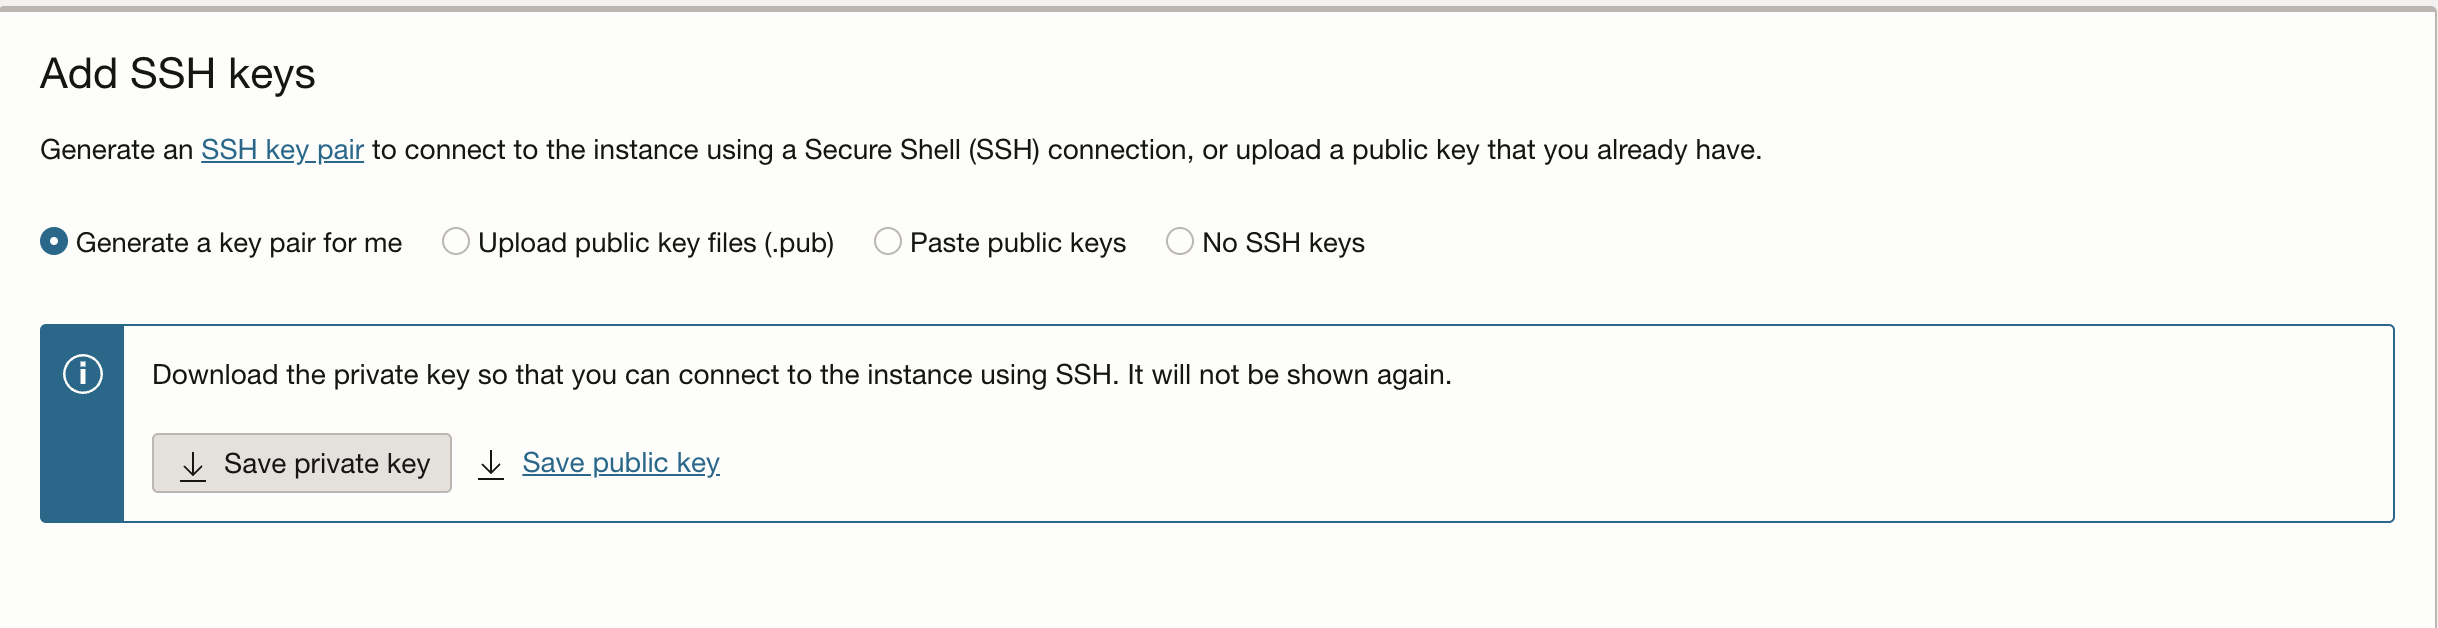 Add SSH keys
Generate an SSH key pair to connect to the instance using a Secure Shell (SSH) connection, or upload a public key that you already have.
Generate a key pair for me Upload public key files (.pub) Paste public keys No SSH keys
Download the private key so that you can connect to the instance using SSH. It will not be shown again.
Save private key Save public key